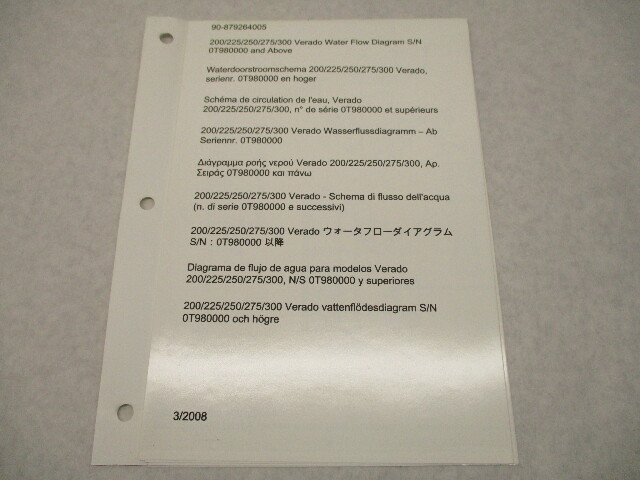 90-879264005
200/225/250/275/300 Verado Water Flow Diagram S/N
0T980000 and Above
Waterdoorstroomschema 200/225/250/275/300 Verado,
serienr. 0T980000 en hoger
Schéma de circulation de l'eau, Verado
200/225/250/275/300, n° de série 0T980000 et supérieurs
200/225/250/275/300 Verado Wasserflussdiagramm – Ab
Seriennr. 0T980000
Διάγραμμα ροής νερού Verado 200/225/250/275/300, Αρ.
Σειράς 0T980000 και πάνω
200/225/250/275/300 Verado - Schema di flusso dell'acqua
(n. di serie 0T980000 e successivi)
200/225/250/275/300 Verado ウォータフローダイアグラム
S/N：0T980000 以降
Diagrama de flujo de agua para modelos Verado
200/225/250/275/300, N/S 0T980000 y superiores
200/225/250/275/300 Verado vattenflödesdiagram S/N
0T980000 och högre
3/2008